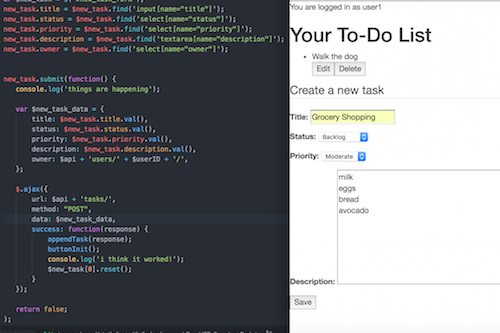 $new_task.title = $new_task.find('input[name="title"]');
$new_task.status = $new_task.find('select[name="status"]');
$new_task.priority = $new_task.find('select[name="priority"]');
$new_task.description = $new_task.find('textarea[name="description"]');
$new_task.owner = $new_task.find('select[name="owner"]');
$new_task.submit(function() {
console.log('things are happening');
var $new_task_data = {
title: $new_task.title.val(),
status: $new_task.status.val(),
priority: $new_task.priority.val(),
description: $new_task.description.val(),
owner: $api + 'users/' + $userID + '/',
};
$.ajax({
url: $api + 'tasks/',
method: "POST",
data: $new_task_data,
success: function(response) {
appendTask(response);
buttonInit();
console.log('i think it worked!');
$new_task[0].reset();
}
});
return false;
);
You are logged in as user1
Your To-Do List
Walk the dog
Edit Delete
Create a new task
Title: Grocery Shopping
Status: Backlog
Priority: Moderate
milk
eggs
bread
avocado
Description:
Save